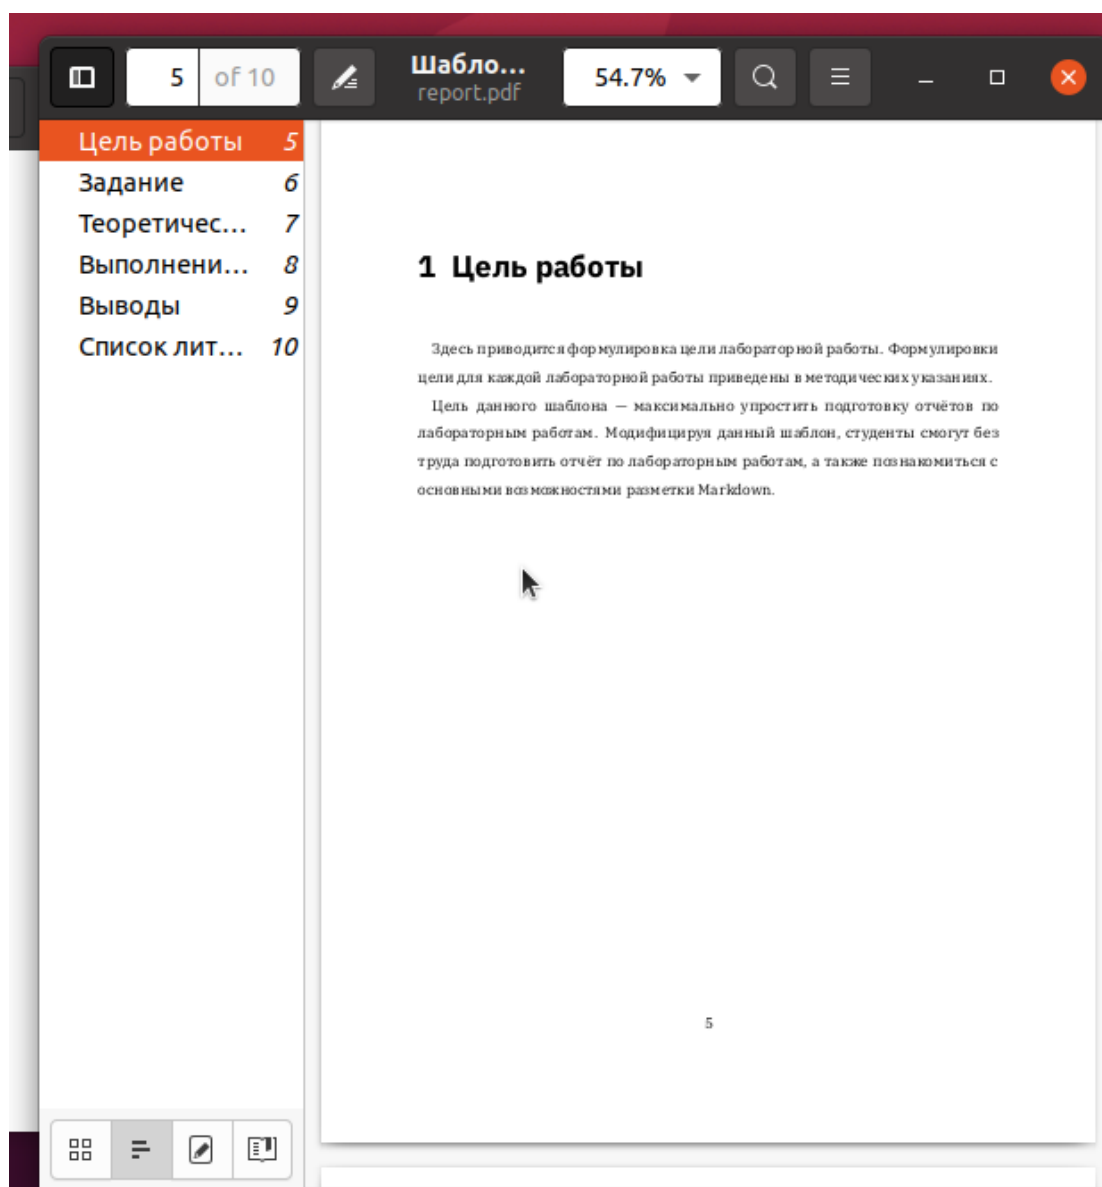 5 of 10
Шабло...
report.pdf
54.7%
Цель работы 5
Задание 6
Теоретичес... 7
Выполнени... 8
Выводы 9
Список лит... 10
1 Цель работы
Здесь приводится формулировка цели лабораторной работы. Формулировки
цели для каждой лабораторной работы приведены в методических указаниях.
Цель данного шаблона — максимально упростить подготовку отчётов по
лабораторным работам. Модифицируя данный шаблон, студенты смогут без
труда подготовить отчёт по лабораторным работам, а также познакомиться с
основными возможностями разметки Markdown.
5